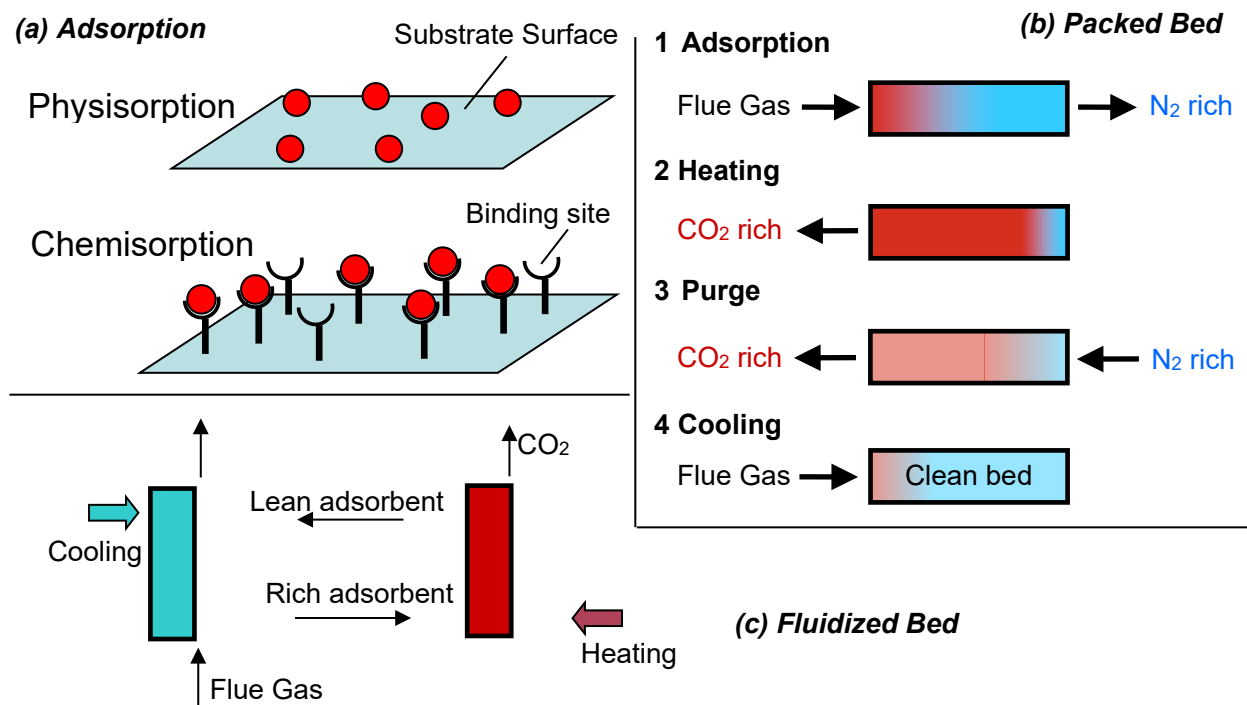 (a) Adsorption
Substrate Surface
Physisorption
Binding site
Chemisorption
(b) Packed Bed
1 Adsorption
Flue Gas
N₂ rich
2 Heating
CO₂ rich
3 Purge
CO₂ rich
N₂ rich
4 Cooling
Flue Gas
Clean bed
CO₂
Lean adsorbent
Cooling
Rich adsorbent
(c) Fluidized Bed
Heating
Flue Gas